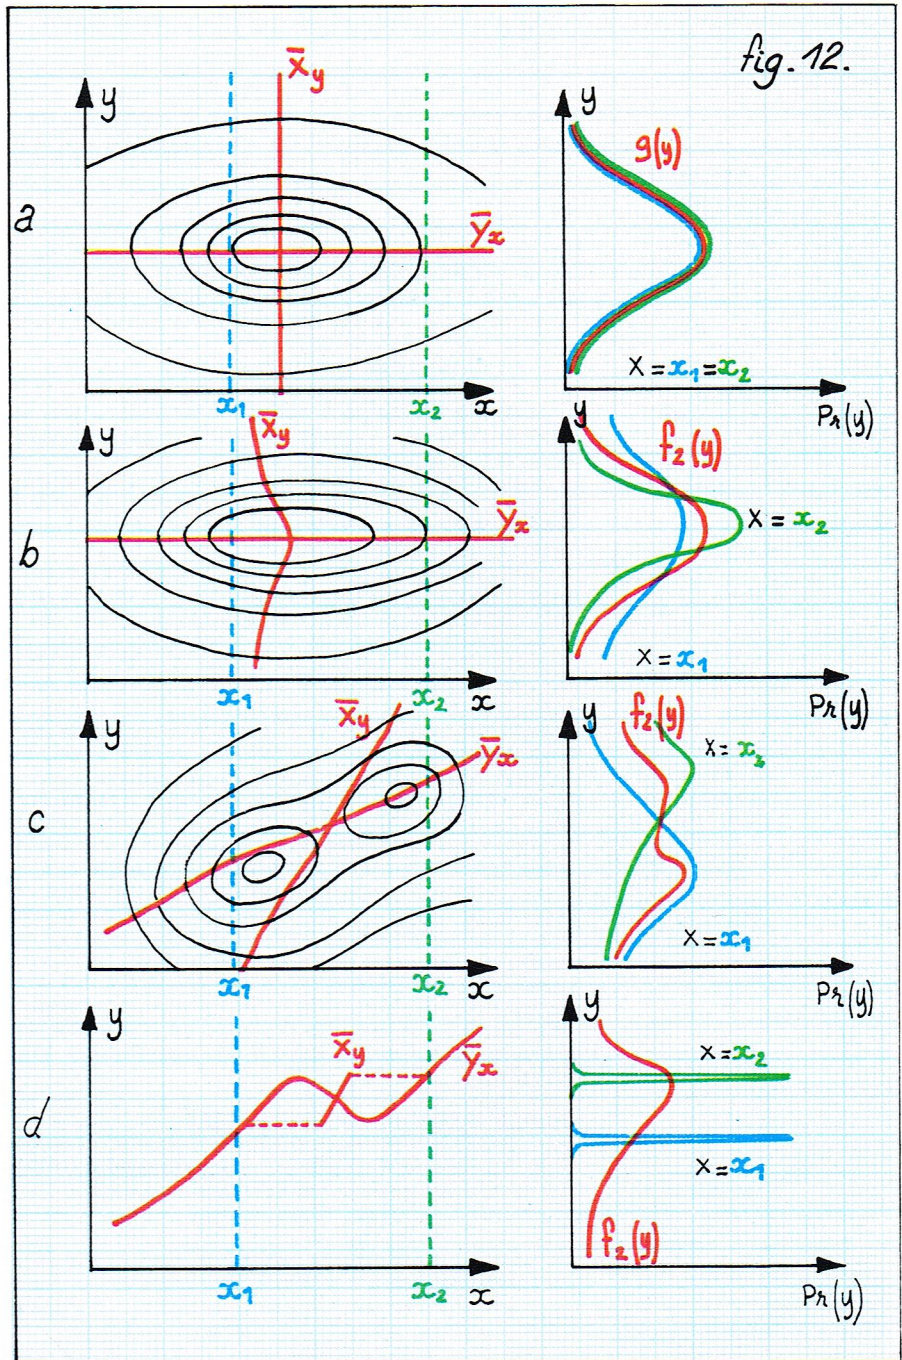 fig. 12.
a
y
x̄y
ȳx
x₁
x₂
x
y
g(y)
x = x₁ = x₂
Pr(y)
b
y
x̄y
ȳx
x₁
x₂
x
y
f₂(y)
x = x₂
x = x₁
Pr(y)
c
y
x̄y
ȳx
x₁
x₂
x
y
f₂(y)
x = x₂
x = x₁
Pr(y)
d
y
x̄y
ȳx
x₁
x₂
x
y
x = x₂
x = x₁
f₂(y)
Pr(y)